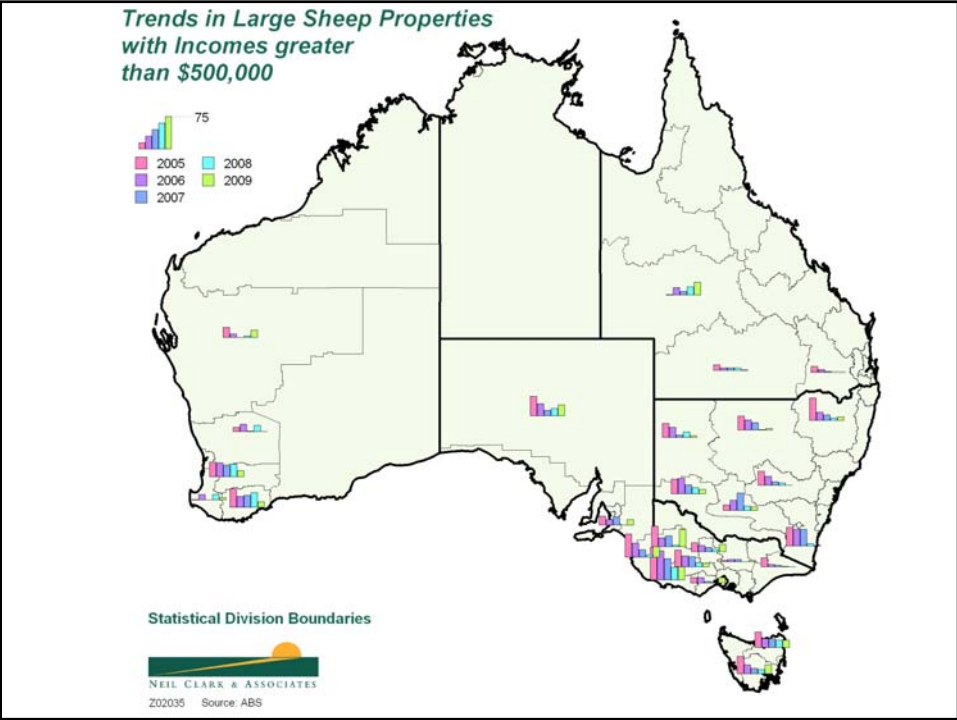 Trends in Large Sheep Properties
with Incomes greater
than $500,000
75
2005
2008
2006
2009
2007
Statistical Division Boundaries
NEIL CLARK & ASSOCIATES
Z02035 Source: ABS